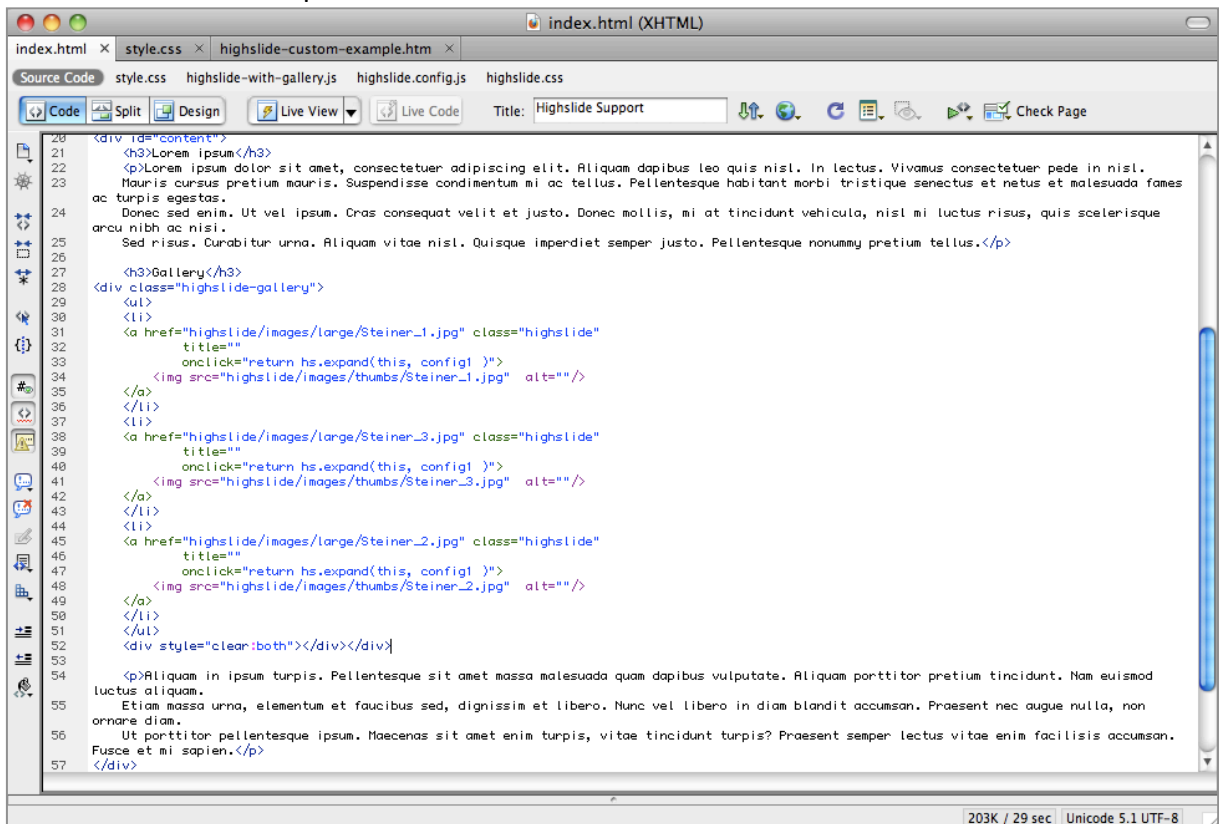 index.html (XHTML)
index.html × style.css × highslide-custom-example.htm ×
Source Code style.css highslide-with-gallery.js highslide.config.js highslide.css
Code Split Design Live View Live Code Title: Highslide Support Check Page
20 <div id="content">
21 <h3>Lorem ipsum</h3>
22 <p>Lorem ipsum dolor sit amet, consectetuer adipiscing elit. Aliquam dapibus leo quis nisl. In lectus. Vivamus consectetuer pede in nisl.
23 Mauris cursus pretium mauris. Suspendisse condimentum mi ac tellus. Pellentesque habitant morbi tristique senectus et netus et malesuada fames
ac turpis egestas.
24 Donec sed enim. Ut vel ipsum. Cras consequat velit et justo. Donec mollis, mi at tincidunt vehicula, nisl mi luctus risus, quis scelerisque
arcu nibh ac nisi.
25 Sed risus. Curabitur urna. Aliquam vitae nisl. Quisque imperdiet semper justo. Pellentesque nonummy pretium tellus.</p>
26
27 <h3>Gallery</h3>
28 <div class="highslide-gallery">
29 <ul>
30 <li>
31 <a href="highslide/images/large/Steiner_1.jpg" class="highslide"
32 title=""
33 onclick="return hs.expand(this, config1 )">
34 <img src="highslide/images/thumbs/Steiner_1.jpg" alt=""/>
35 </a>
36 </li>
37 <li>
38 <a href="highslide/images/large/Steiner_3.jpg" class="highslide"
39 title=""
40 onclick="return hs.expand(this, config1 )">
41 <img src="highslide/images/thumbs/Steiner_3.jpg" alt=""/>
42 </a>
43 </li>
44 <li>
45 <a href="highslide/images/large/Steiner_2.jpg" class="highslide"
46 title=""
47 onclick="return hs.expand(this, config1 )">
48 <img src="highslide/images/thumbs/Steiner_2.jpg" alt=""/>
49 </a>
50 </li>
51 </ul>
52 <div style="clear:both"></div></div>
53
54 <p>Aliquam in ipsum turpis. Pellentesque sit amet massa malesuada quam dapibus vulputate. Aliquam porttitor pretium tincidunt. Nam euismod
luctus aliquam.
55 Etiam massa urna, elementum et faucibus sed, dignissim et libero. Nunc vel libero in diam blandit accumsan. Praesent nec augue nulla, non
ornare diam.
56 Ut porttitor pellentesque ipsum. Maecenas sit amet enim turpis, vitae tincidunt turpis? Praesent semper lectus vitae enim facilisis accumsan.
Fusce et mi sapien.</p>
57 </div>
203K / 29 sec Unicode 5.1 UTF-8